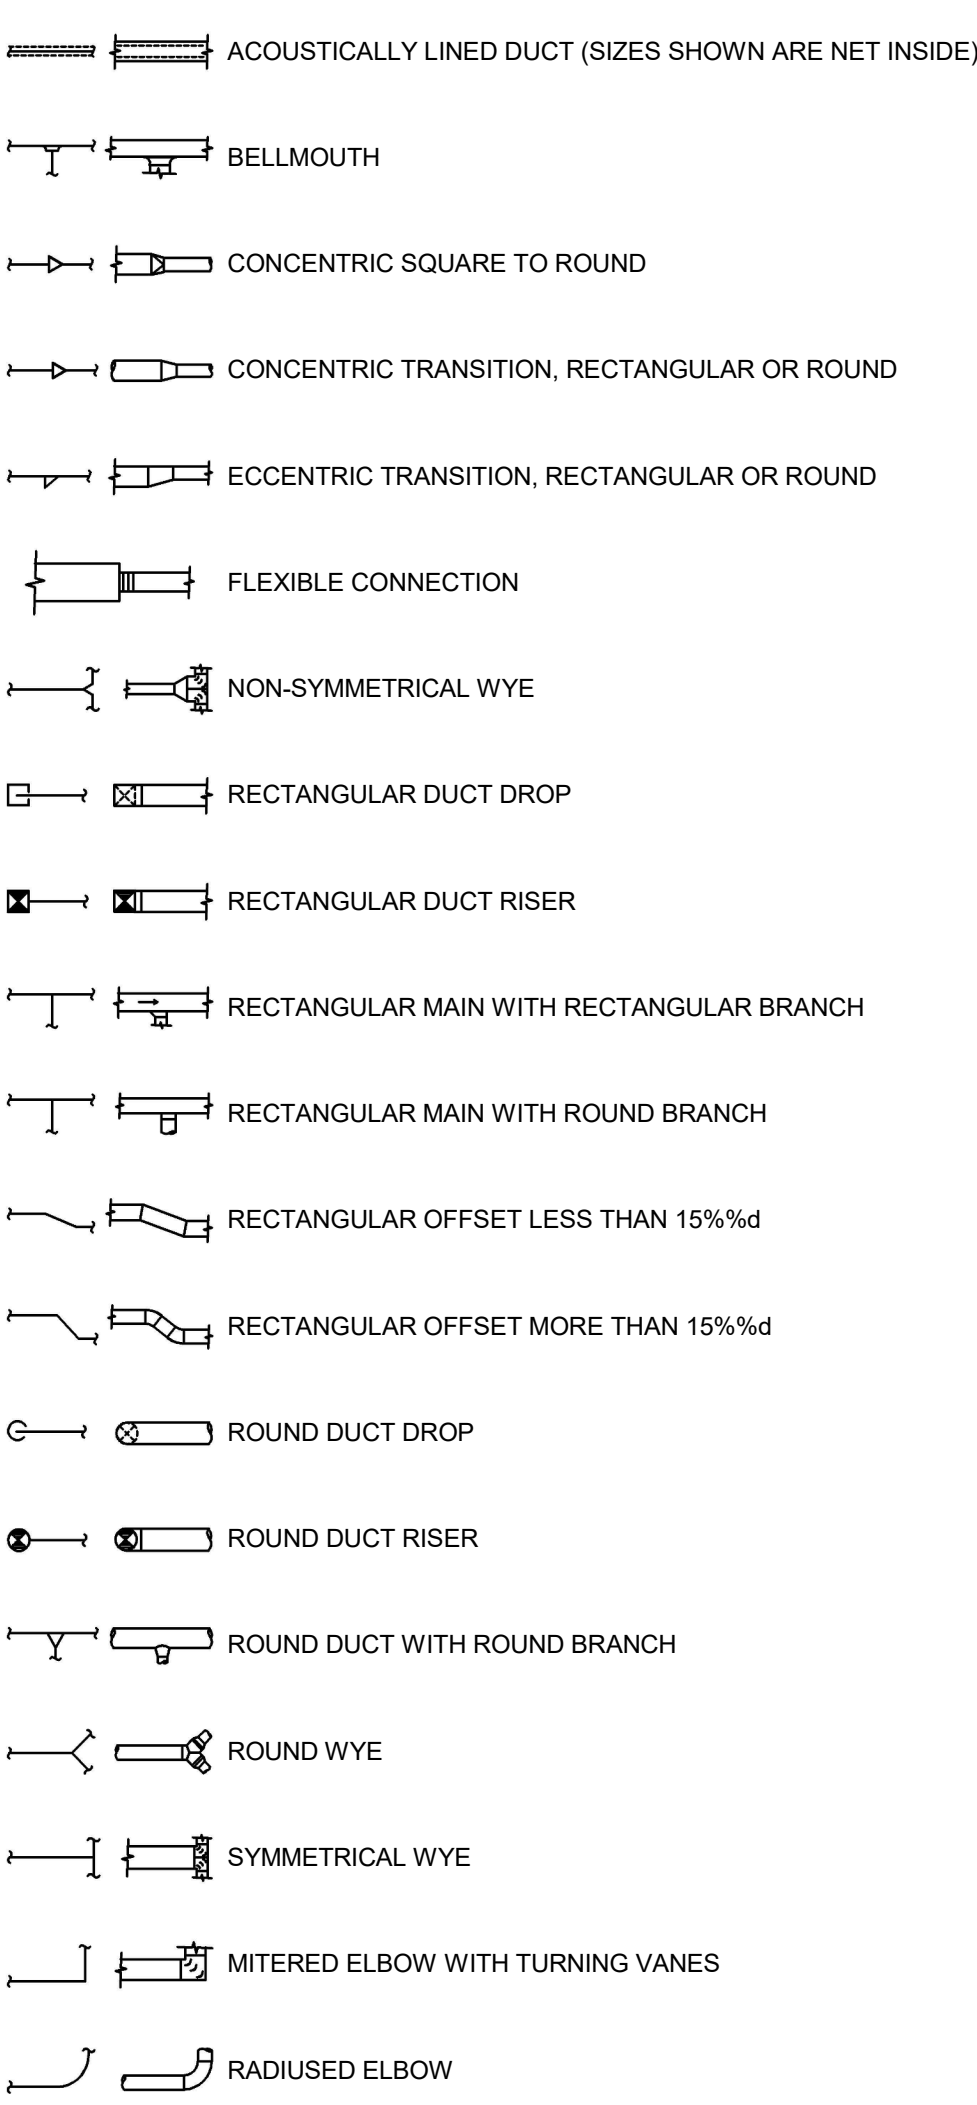 ACOUSTICALLY LINED DUCT (SIZES SHOWN ARE NET INSIDE)
BELLMOUTH
CONCENTRIC SQUARE TO ROUND
CONCENTRIC TRANSITION, RECTANGULAR OR ROUND
ECCENTRIC TRANSITION, RECTANGULAR OR ROUND
FLEXIBLE CONNECTION
NON-SYMMETRICAL WYE
RECTANGULAR DUCT DROP
RECTANGULAR DUCT RISER
RECTANGULAR MAIN WITH RECTANGULAR BRANCH
RECTANGULAR MAIN WITH ROUND BRANCH
RECTANGULAR OFFSET LESS THAN 15%%d
RECTANGULAR OFFSET MORE THAN 15%%d
ROUND DUCT DROP
ROUND DUCT RISER
ROUND DUCT WITH ROUND BRANCH
ROUND WYE
SYMMETRICAL WYE
MITERED ELBOW WITH TURNING VANES
RADIUSED ELBOW